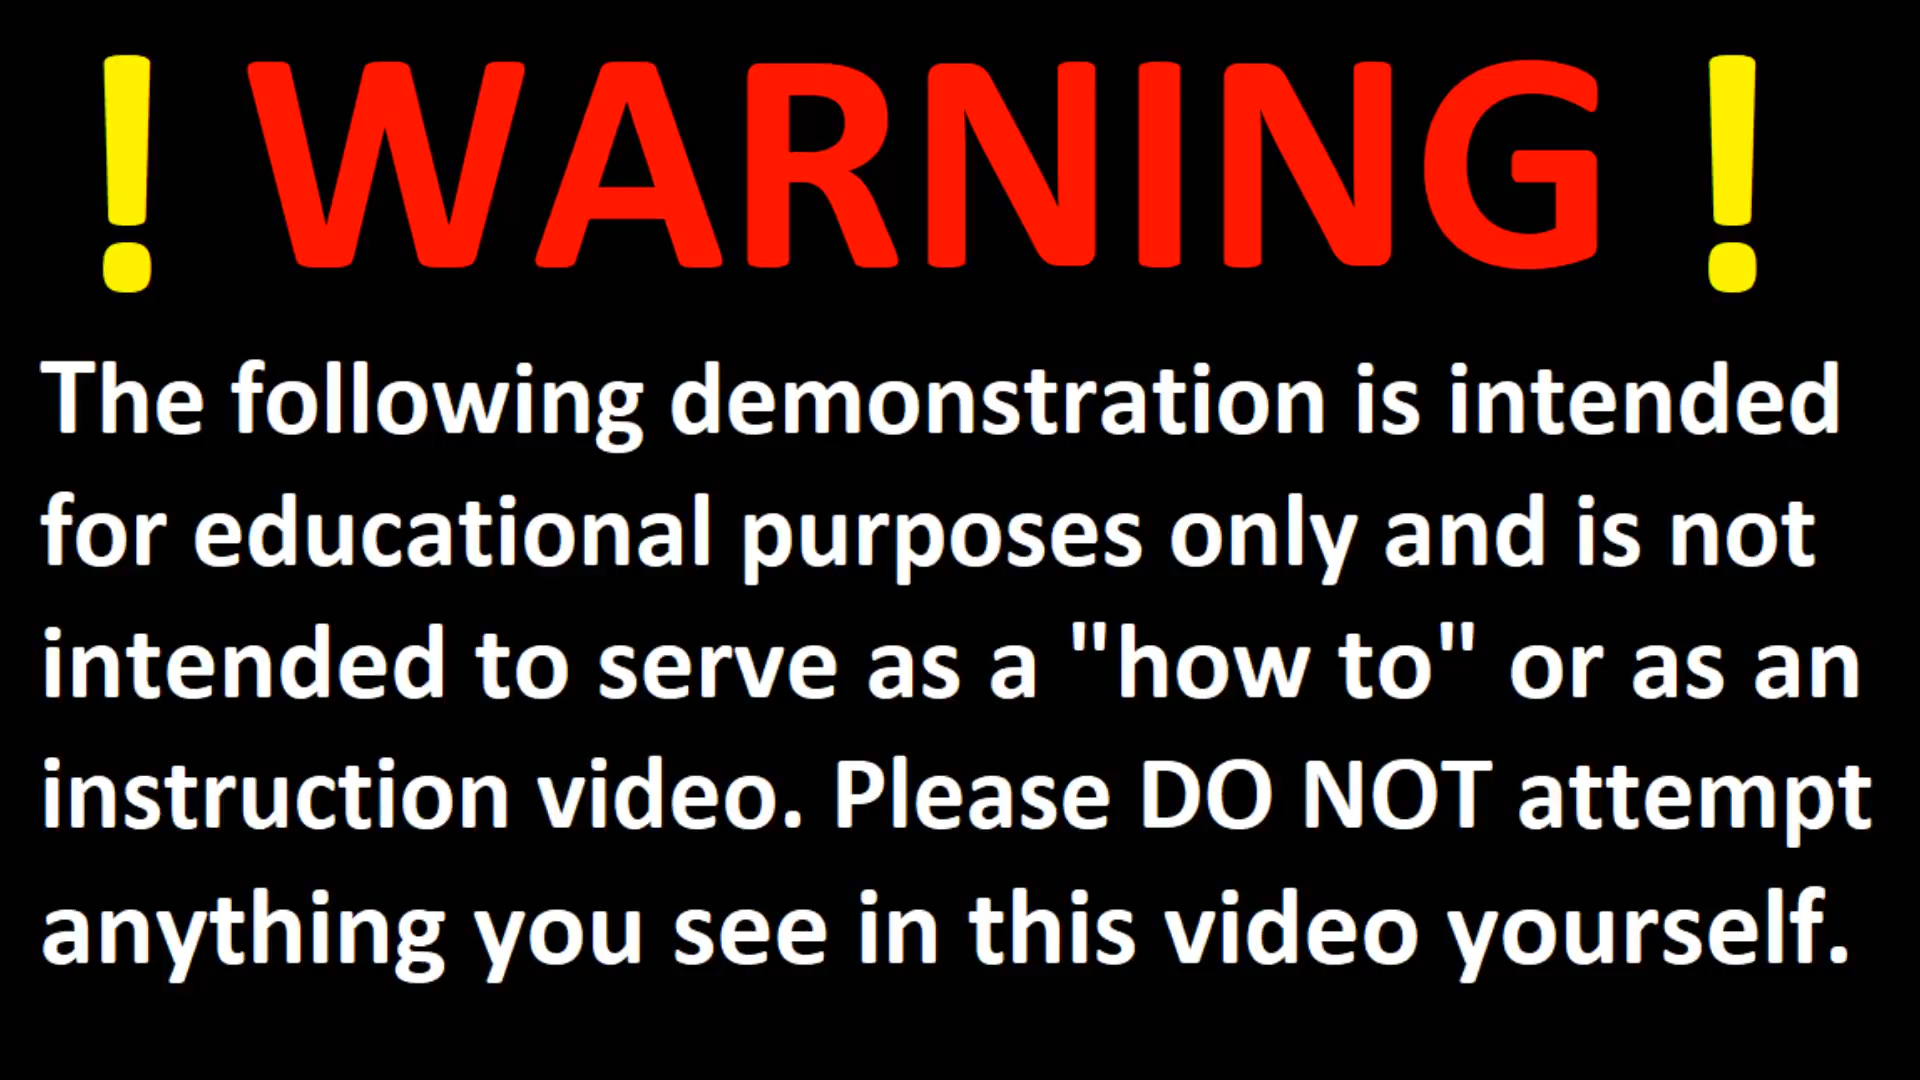 ! WARNING !
The following demonstration is intended
for educational purposes only and is not
intended to serve as a "how to" or as an
instruction video. Please DO NOT attempt
anything you see in this video yourself.